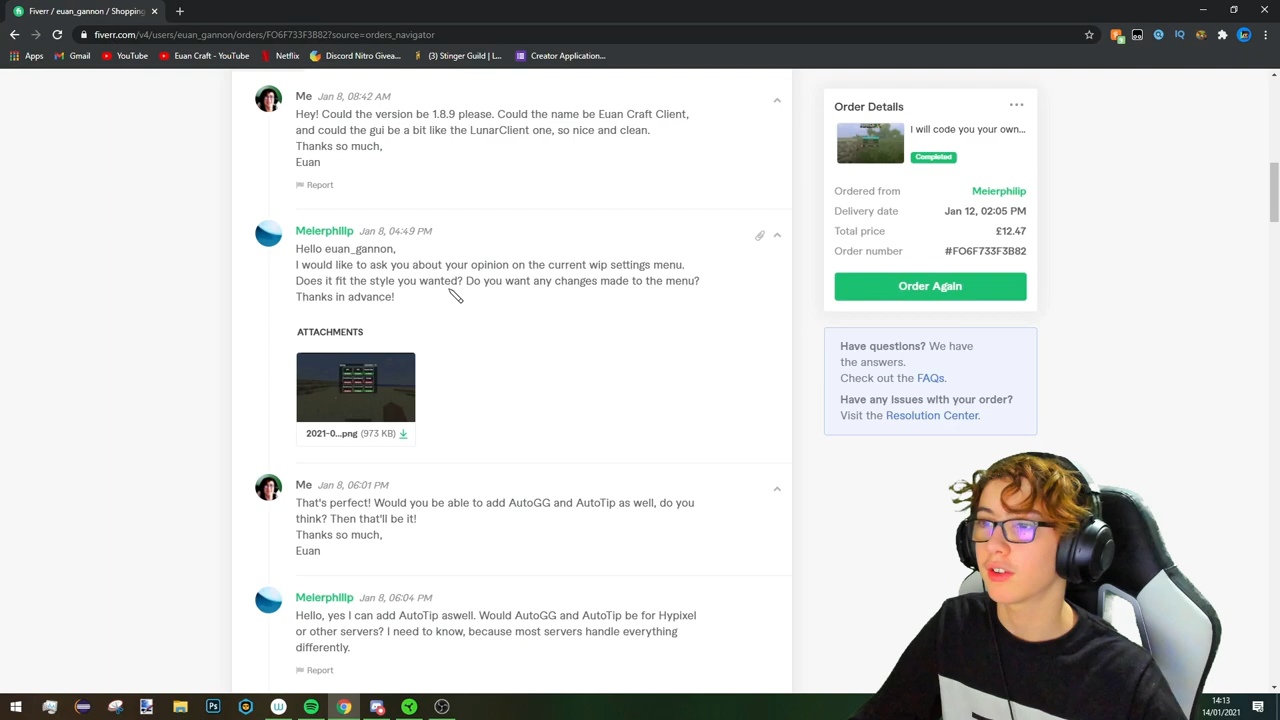 Fiverr / euan_gannon / Shopping
fiverr.com/v4/users/euan_gannon/orders/FO6F733F3B82?source=orders_navigator
Apps
Gmail
YouTube
Euan Craft - YouTube
Netflix
Discord Nitro Givea...
(300) Stinger | L...
Creator Application...
Me Jan 8, 08:42 AM
Hey! Could the version be 1.8.9 please. Could the name be Euan Craft Client,
and could the gui be a bit like the LunarClient one, so nice and clean.
Thanks so much,
Euan
Report
Meierphilip Jan 8, 04:49 PM
Hello euan_gannon,
I would like to ask you about your opinion on the current wip settings menu.
Does it fit the style you wanted? Do you want any changes made to the menu?
Thanks in advance!
ATTACHMENTS
2021-0...png (973 KB)
Me Jan 8, 06:01 PM
That's perfect! Would you be able to add AutoGG and AutoTip as well, do you
think? Then that'll be it!
Thanks so much,
Euan
Meierphilip Jan 8, 06:04 PM
Hello, yes I can add AutoTip aswell. Would AutoGG and AutoTip be for Hypixel
or other servers? I need to know, because most servers handle everything
differently.
Report
Order Details
I will code you your own...
Completed
Ordered from Meierphilip
Delivery date Jan 12, 02:05 PM
Total price £12.47
Order number #FO6F733F3B82
Order Again
Have questions? We have
the answers.
Check out the FAQs.
Have any issues with your order?
Visit the Resolution Center.
14:13
14/01/2021